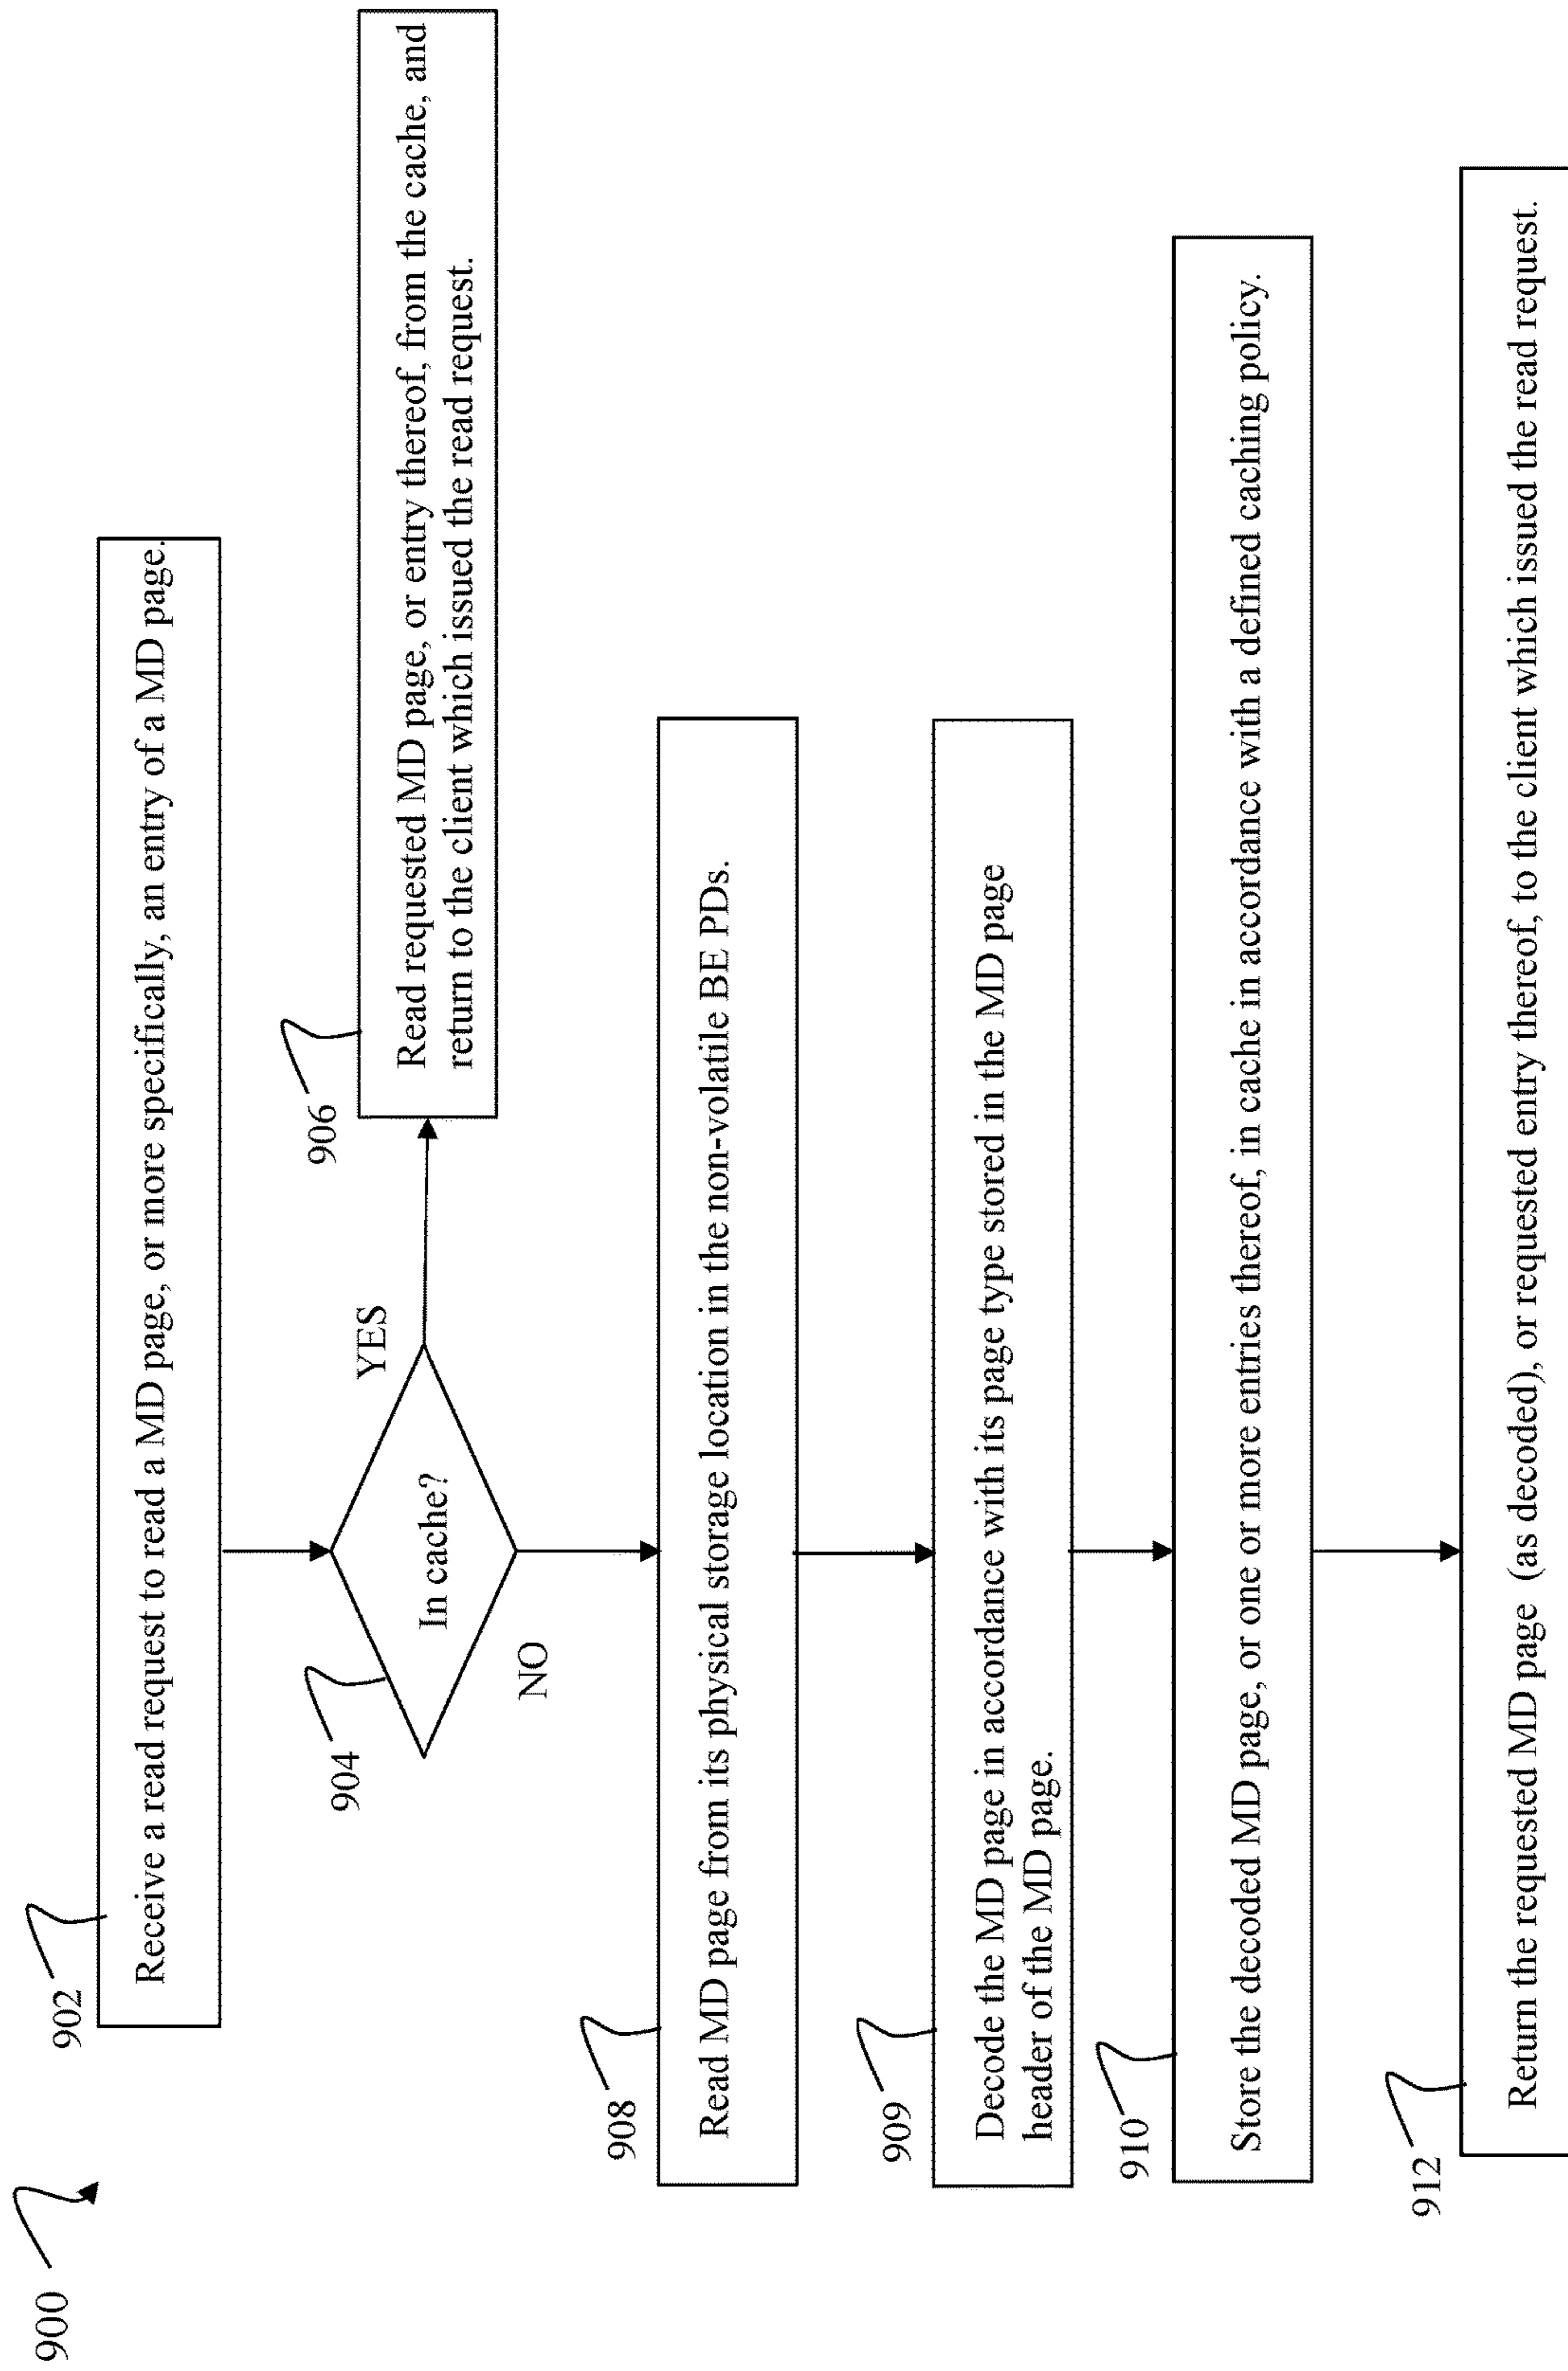 900
902
Receive a read request to read a MD page, or more specifically, an entry of a MD page.
904
In cache?
YES
NO
906
Read requested MD page, or entry thereof, from the cache, and
return to the client which issued the read request.
908
Read MD page from its physical storage location in the non-volatile BE PDs.
909
Decode the MD page in accordance with its page type stored in the MD page
header of the MD page.
910
Store the decoded MD page, or one or more entries thereof, in cache in accordance with a defined caching policy.
912
Return the requested MD page (as decoded), or requested entry thereof, to the client which issued the read request.